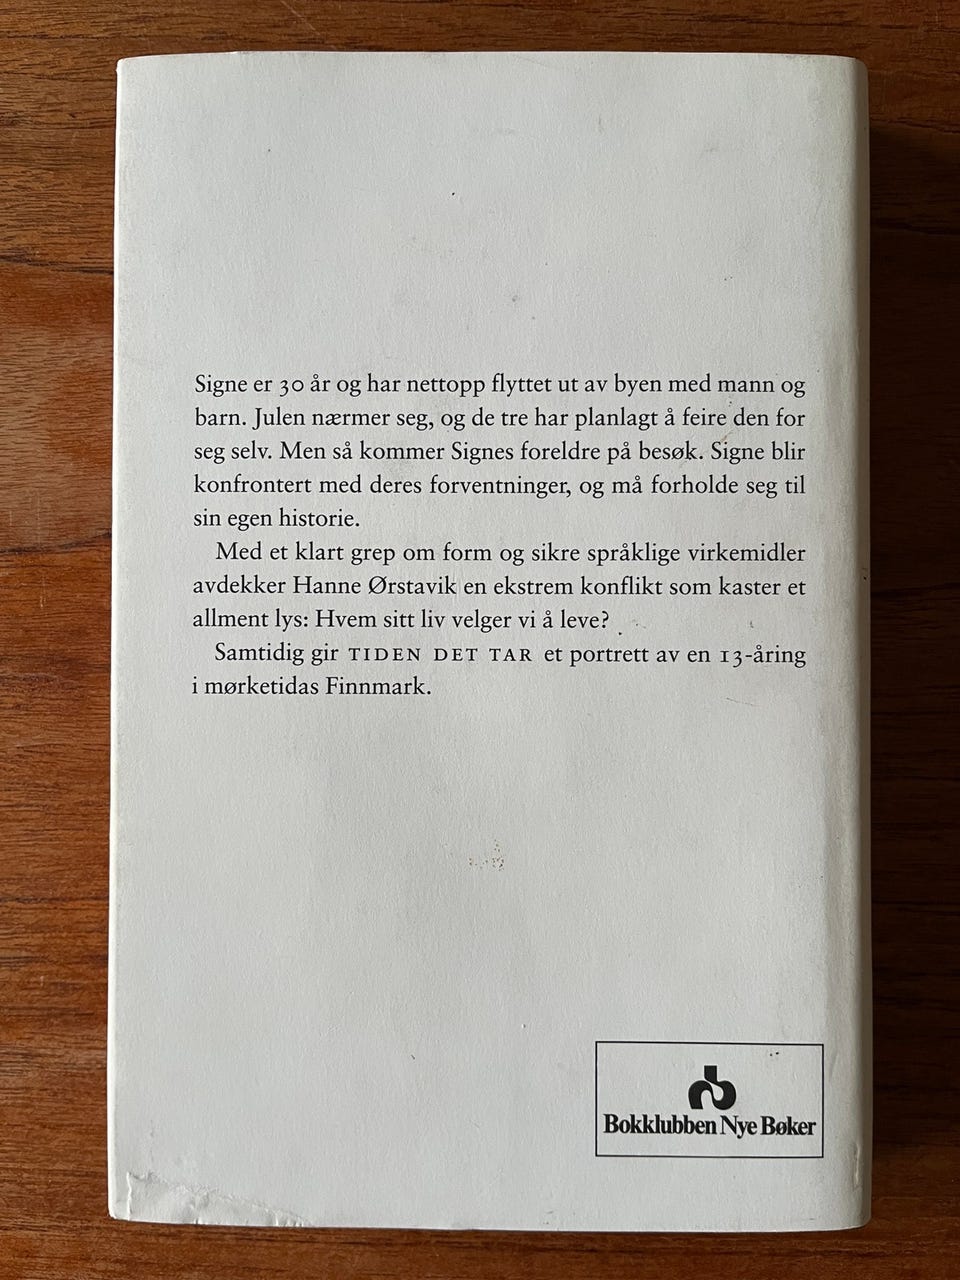 Signe er 30 år og har nettopp flyttet ut av byen med mann og
barn. Julen nærmer seg, og de tre har planlagt å feire den for
seg selv. Men så kommer Signes foreldre på besøk. Signe blir
konfrontert med deres forventninger, og må forholde seg til
sin egen historie.
Med et klart grep om form og sikre språklige virkemidler
avdekker Hanne Ørstavik en ekstrem konflikt som kaster et
allment lys: Hvem sitt liv velger vi å leve?
Samtidig gir TIDEN DET TAR et portrett av en 13-åring
i mørketidas Finnmark.
Bokklubben Nye Bøker